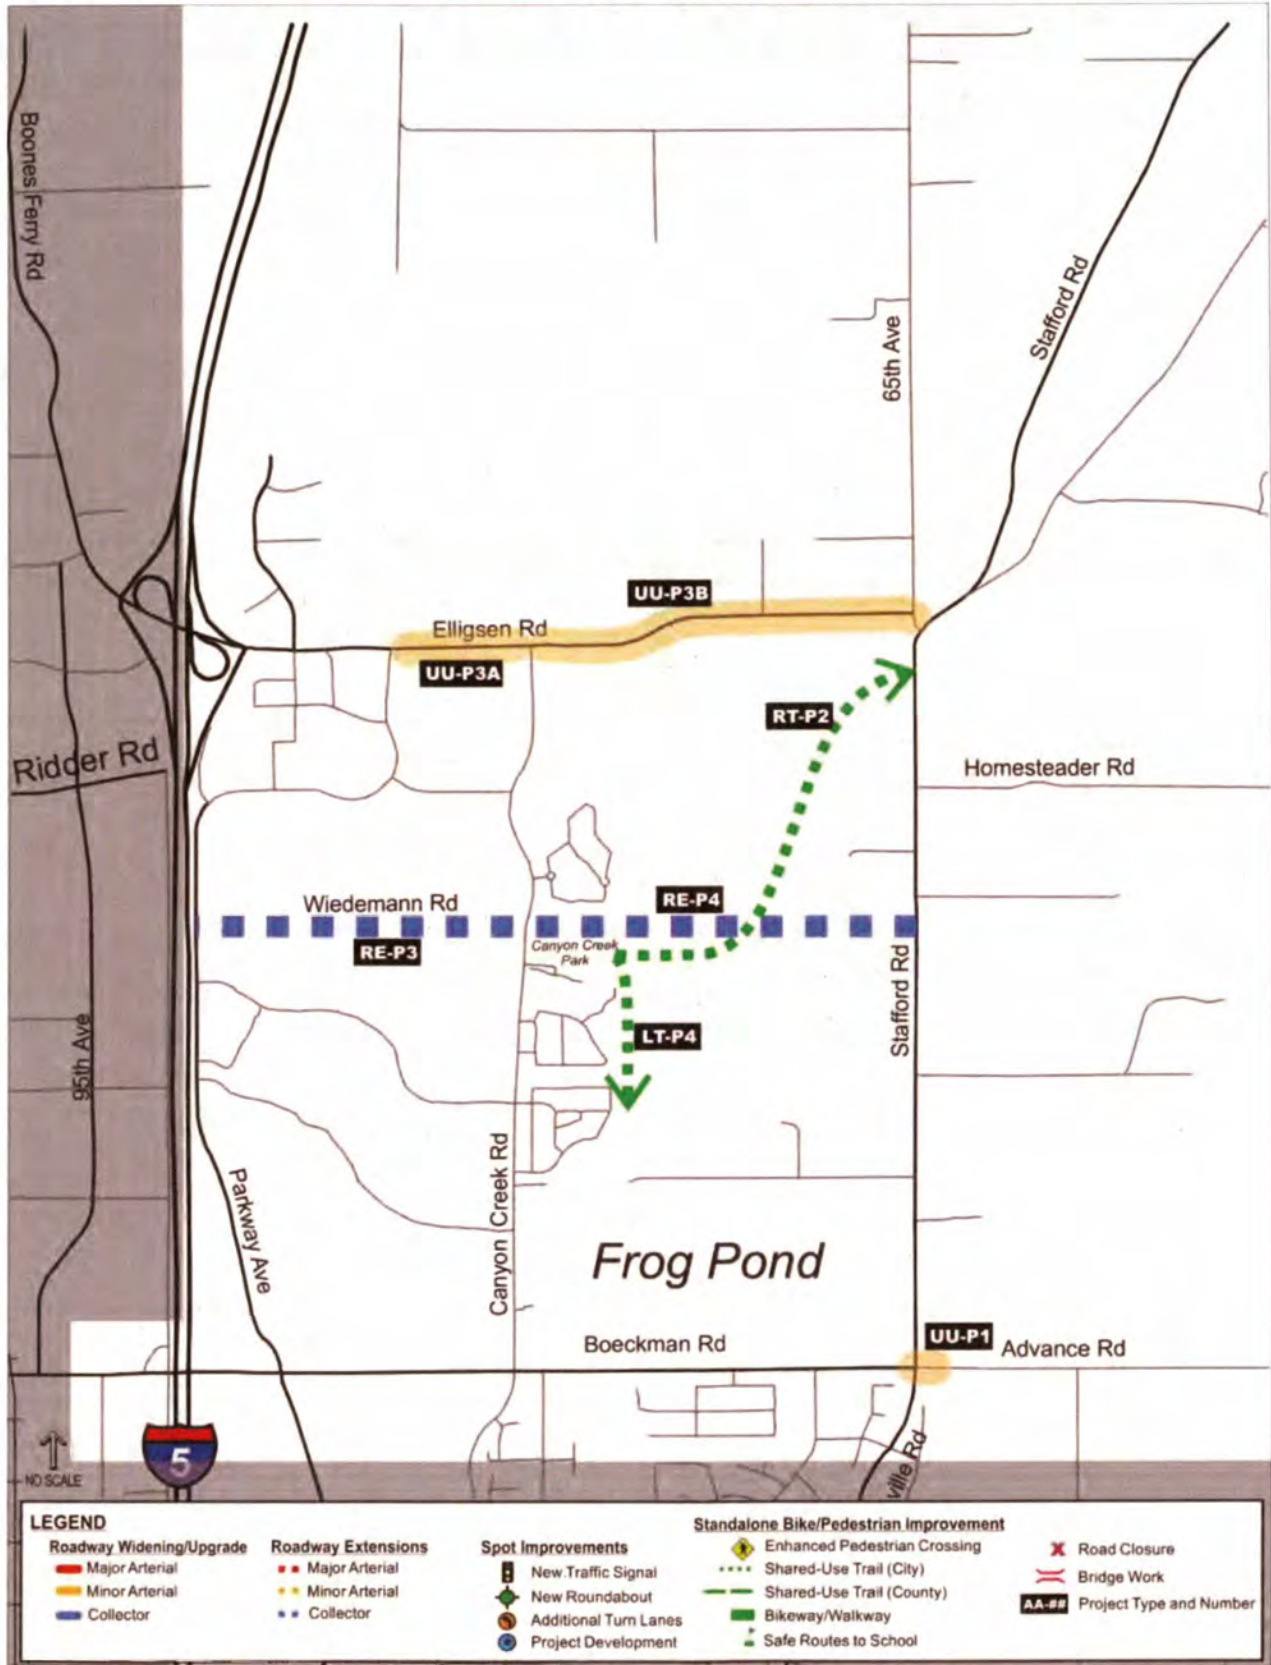 Boones Ferry Rd
Stafford Rd
65th Ave
UU-P3B
Elligsen Rd
UU-P3A
RT-P2
Ridder Rd
Homesteader Rd
Wiedemann Rd
RE-P4
RE-P3
Canyon Creek
Park
Stafford Rd
LT-P4
95th Ave
Canyon Creek Rd
Parkway Ave
Frog Pond
Boeckman Rd
UU-P1
Advance Rd
5
NO SCALE
ville Rd
LEGEND
Roadway Widening/Upgrade
Major Arterial
Minor Arterial
Collector
Roadway Extensions
Major Arterial
Minor Arterial
Collector
Spot Improvements
New Traffic Signal
New Roundabout
Additional Turn Lanes
Project Development
Standalone Bike/Pedestrian Improvement
Enhanced Pedestrian Crossing
Shared-Use Trail (City)
Shared-Use Trail (County)
Bikeway/Walkway
Safe Routes to School
Road Closure
Bridge Work
AA-## Project Type and Number